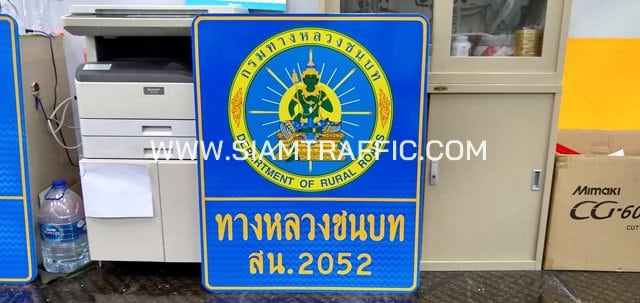 กรมทางหลวงชนบท
WWW.SIAMTRAFFIC.COM
DEPARTMENT OF RURAL ROADS
ทางหลวงชนบท
สน.2052
MIMAKI
CG-60
CUT